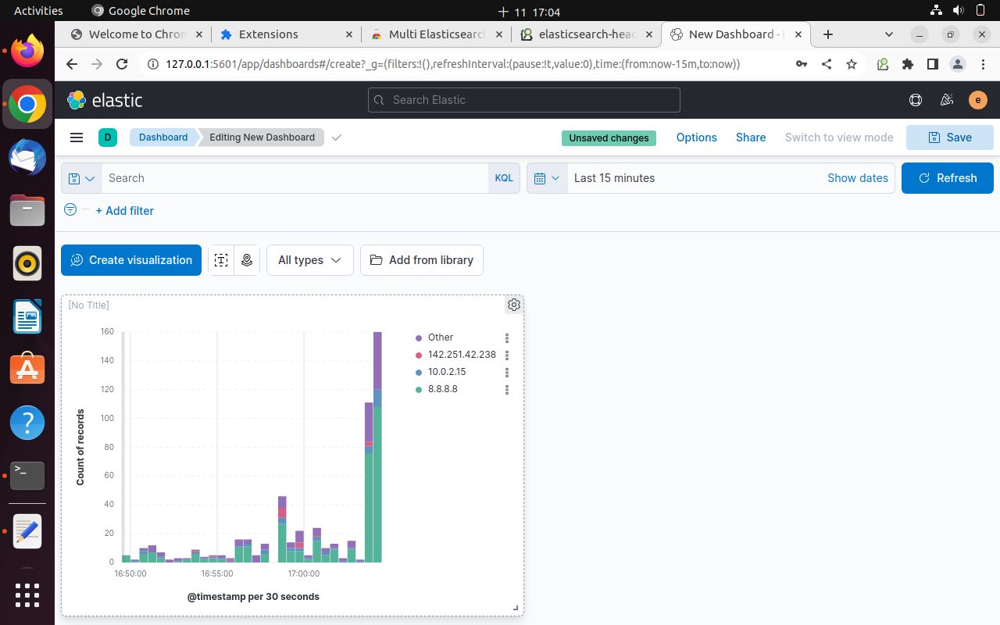 Activities
Google Chrome
11 17:04
Welcome to Chrom
Extensions
Multi Elasticsearch
elasticsearch-head
New Dashboard - E
127.0.0.1:5601/app/dashboards#/create?_g=(filters:!(),refreshInterval:(pause:!t,value:0),time:(from:now-15m,to:now))
elastic
Search Elastic
e
D
Dashboard
Editing New Dashboard
Unsaved changes
Options
Share
Switch to view mode
Save
Search
KQL
Last 15 minutes
Show dates
Refresh
+ Add filter
Create visualization
All types
Add from library
[No Title]
160
140
120
100
80
60
40
20
0
Count of records
16:50:00
16:55:00
17:00:00
@timestamp per 30 seconds
Other
142.251.42.238
10.0.2.15
8.8.8.8